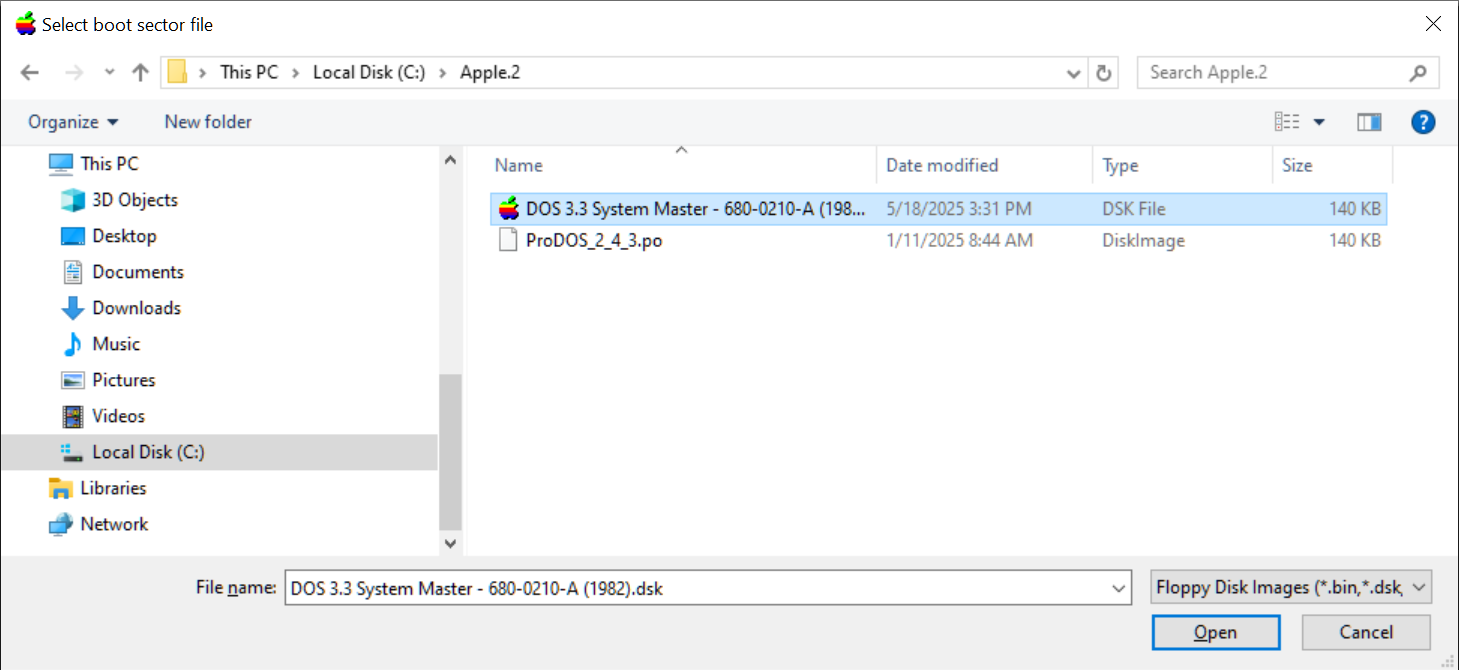 Select boot sector file
This PC Local Disk (C:) Apple.2 Search Apple.2
Organize New folder
This PC
3D Objects
Desktop
Documents
Downloads
Music
Pictures
Videos
Local Disk (C:)
Libraries
Network
Name Date modified Type Size
DOS 3.3 System Master - 680-0210-A (198... 5/18/2025 3:31 PM DSK File 140 KB
ProDOS_2_4_3.po 1/11/2025 8:44 AM DiskImage 140 KB
File name: DOS 3.3 System Master - 680-0210-A (1982).dsk Floppy Disk Images (*.bin,*.dsk,
Open Cancel